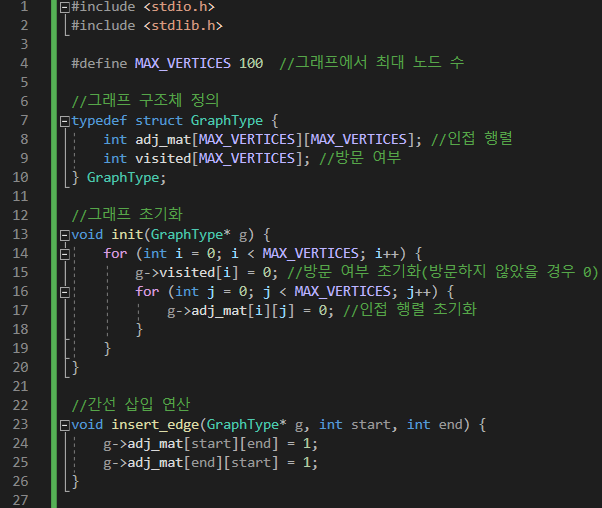 1 #include <stdio.h>
2 #include <stdlib.h>
3
4 #define MAX_VERTICES 100 //그래프에서 최대 노드 수
5
6 //그래프 구조체 정의
7 typedef struct GraphType {
8 int adj_mat[MAX_VERTICES][MAX_VERTICES]; //인접 행렬
9 int visited[MAX_VERTICES]; //방문 여부
10 } GraphType;
11
12 //그래프 초기화
13 void init(GraphType* g) {
14 for (int i = 0; i < MAX_VERTICES; i++) {
15 g->visited[i] = 0; //방문 여부 초기화(방문하지 않았을 경우 0)
16 for (int j = 0; j < MAX_VERTICES; j++) {
17 g->adj_mat[i][j] = 0; //인접 행렬 초기화
18 }
19 }
20 }
21
22 //간선 삽입 연산
23 void insert_edge(GraphType* g, int start, int end) {
24 g->adj_mat[start][end] = 1;
25 g->adj_mat[end][start] = 1;
26 }
27